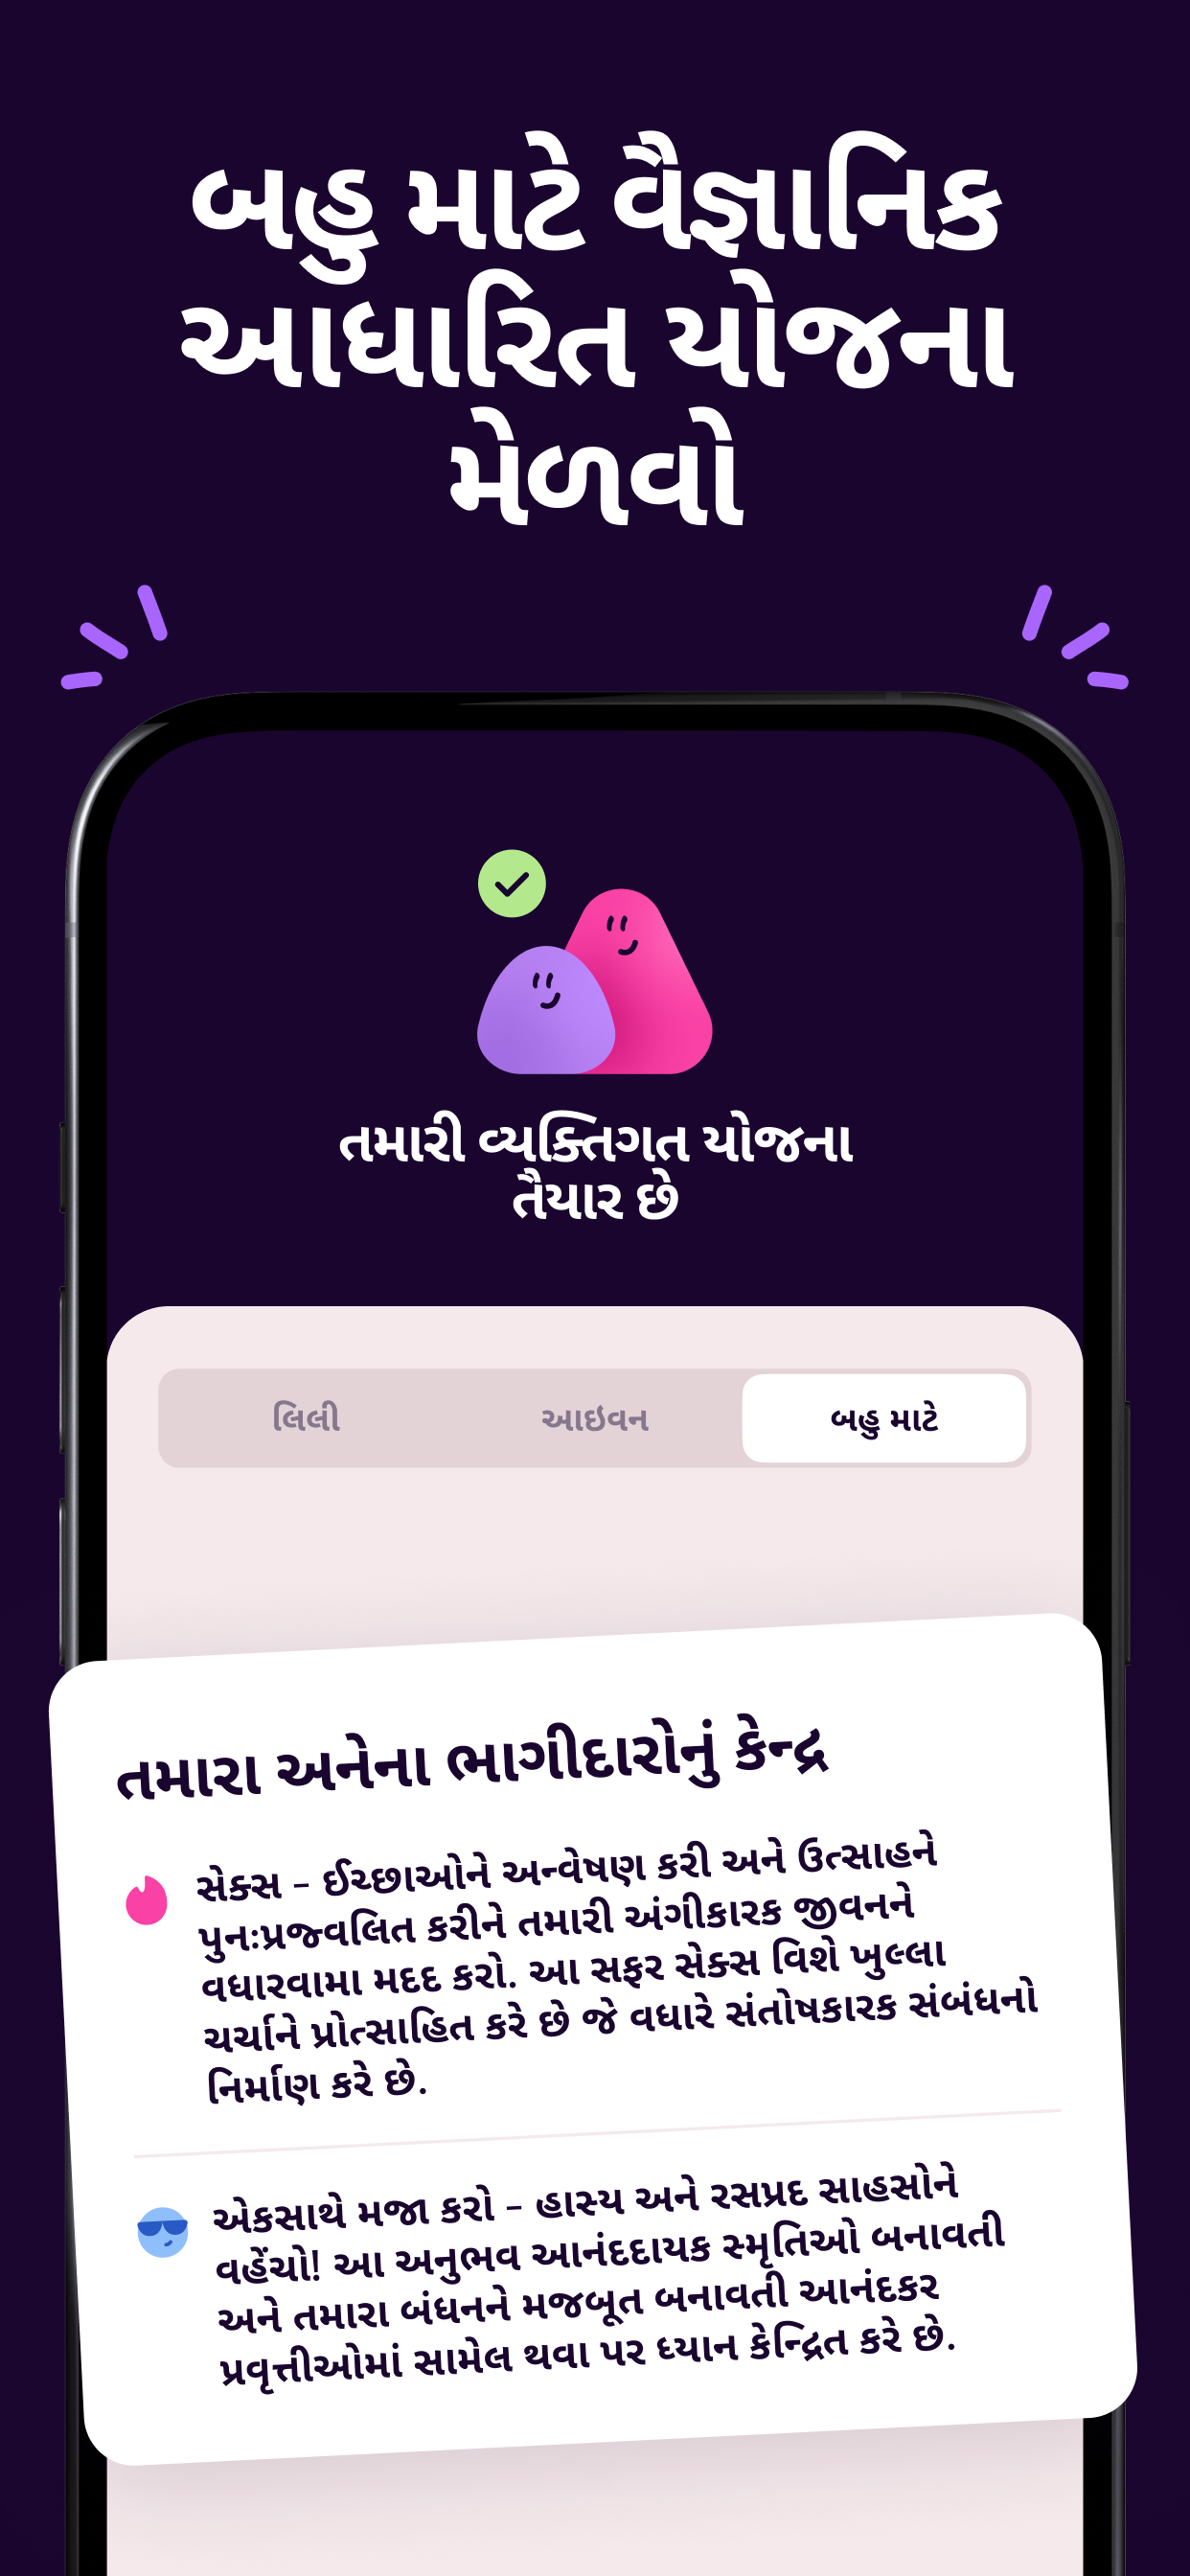 બહુ માટે વૈજ્ઞાનિક
આધારિત યોજના
મેળવો
તમારી વ્યક્તિગત યોજના
તૈયાર છે
લિલી
આઇવન
બહુ માટે
તમારા અનેના ભાગીદારોનું કેન્દ્ર
સેક્સ – ઈચ્છાઓને અન્વેષણ કરી અને ઉત્સાહને
પુનઃપ્રજ્વલિત કરીને તમારી અંગીકારક જીવનને
વધારવામા મદદ કરો. આ સફર સેક્સ વિશે ખુલ્લા
ચર્ચાને પ્રોત્સાહિત કરે છે જે વધારે સંતોષકારક સંબંધનો
નિર્માણ કરે છે.
એકસાથે મજા કરો – હાસ્ય અને રસપ્રદ સાહસોને
વહેંચો! આ અનુભવ આનંદદાયક સ્મૃતિઓ બનાવતી
અને તમારા બંધનને મજબૂત બનાવતી આનંદકર
પ્રવૃત્તીઓમાં સામેલ થવા પર ધ્યાન કેન્દ્રિત કરે છે.